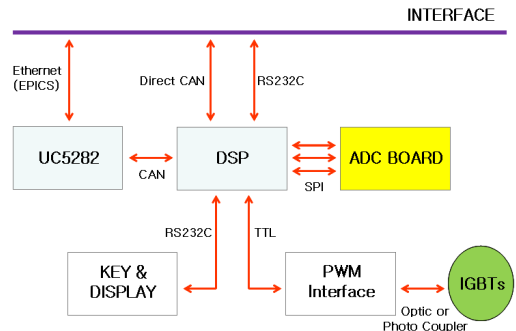 INTERFACE
Ethernet
(EPICS)
Direct CAN
RS232C
UC5282
CAN
DSP
SPI
ADC BOARD
RS232C
TTL
KEY &
DISPLAY
PWM
Interface
IGBTs
Optic or
Photo Coupler